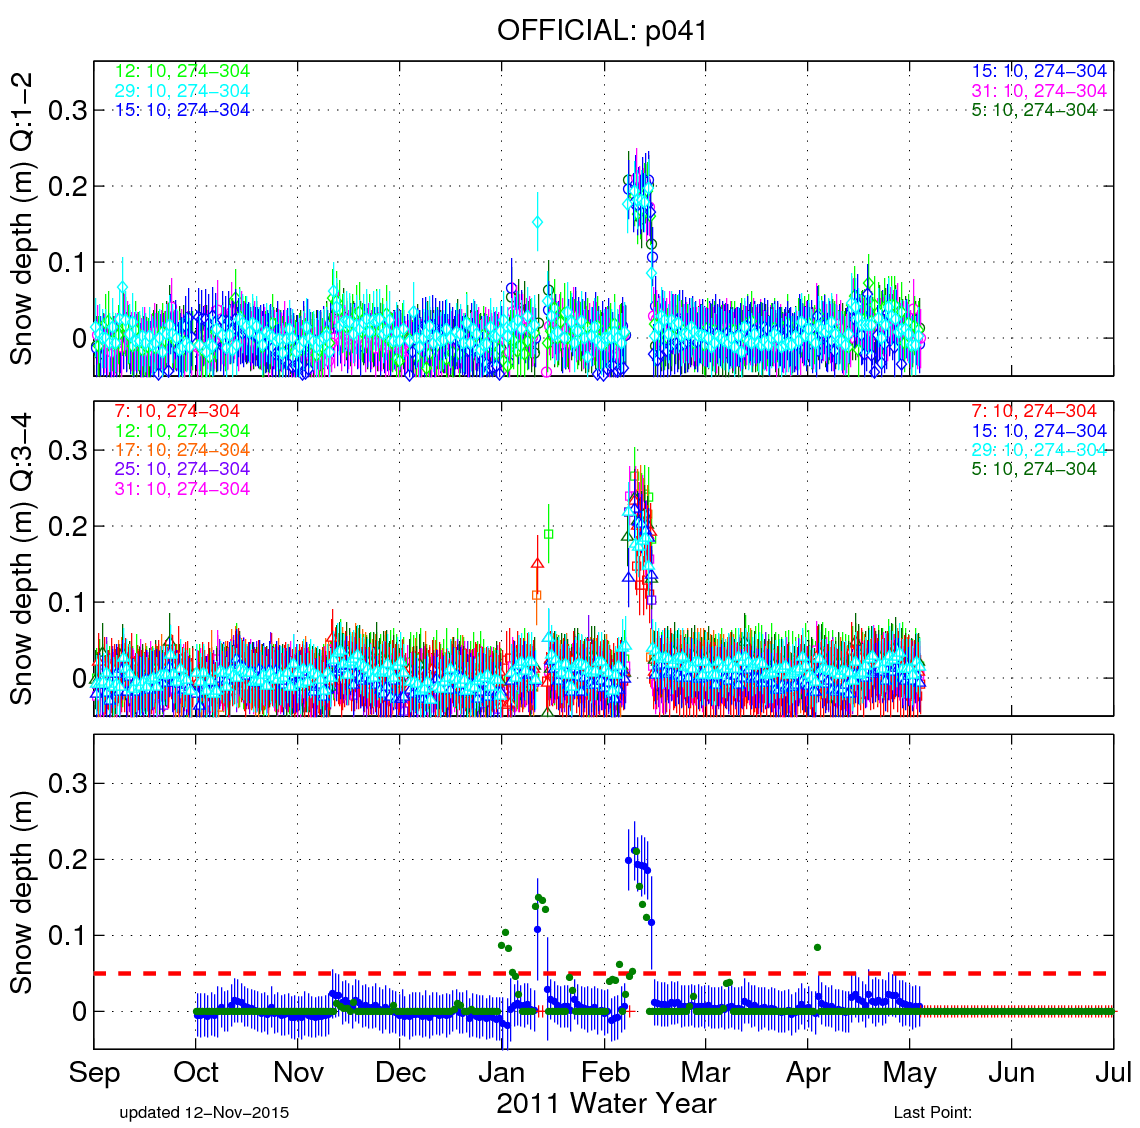 OFFICIAL: p041
Snow depth (m) Q:1−2
0.3
0.2
0.1
0
12: 10, 274−304
29: 10, 274−304
15: 10, 274−304
15: 10, 274−304
31: 10, 274−304
5: 10, 274−304
Snow depth (m) Q:3−4
0.3
0.2
0.1
0
7: 10, 274−304
12: 10, 274−304
17: 10, 274−304
25: 10, 274−304
31: 10, 274−304
7: 10, 274−304
15: 10, 274−304
29: 10, 274−304
5: 10, 274−304
Snow depth (m)
0.3
0.2
0.1
0
Sep Oct Nov Dec Jan Feb Mar Apr May Jun Jul
2011 Water Year
updated 12−Nov−2015
Last Point: